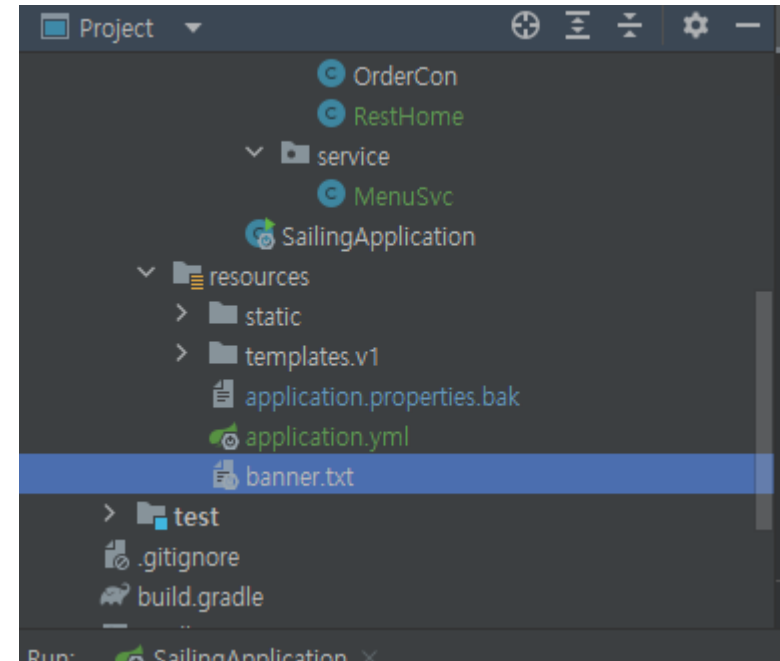 Project
OrderCon
RestHome
service
MenuSvc
SailingApplication
resources
static
templates.v1
application.properties.bak
application.yml
banner.txt
test
.gitignore
build.gradle
Run: SailingApplication